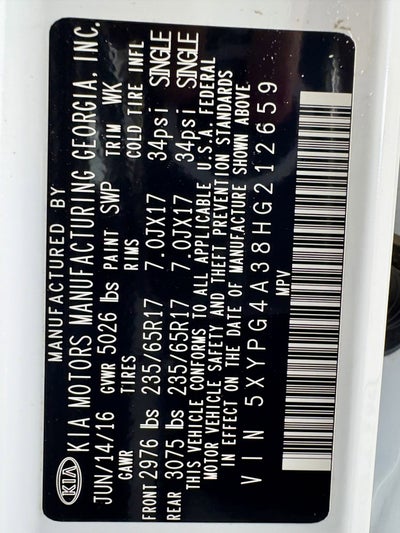 MANUFACTURED BY
KIA KIA MOTORS MANUFACTURING GEORGIA, INC.
JUN/14/16 GVWR 5026 lbs PAINT SWP TRIM WK
GAWR TIRES RIMS COLD TIRE INFL
FRONT 2976 lbs 235/65R17 7.0JX17 34psi SINGLE
REAR 3075 lbs 235/65R17 7.0JX17 34psi SINGLE
THIS VEHICLE CONFORMS TO ALL APPLICABLE U.S.A. FEDERAL
MOTOR VEHICLE SAFETY AND THEFT PREVENTION STANDARDS
IN EFFECT ON THE DATE OF MANUFACTURE SHOWN ABOVE
VIN 5XYPG4A38HG212659
MPV